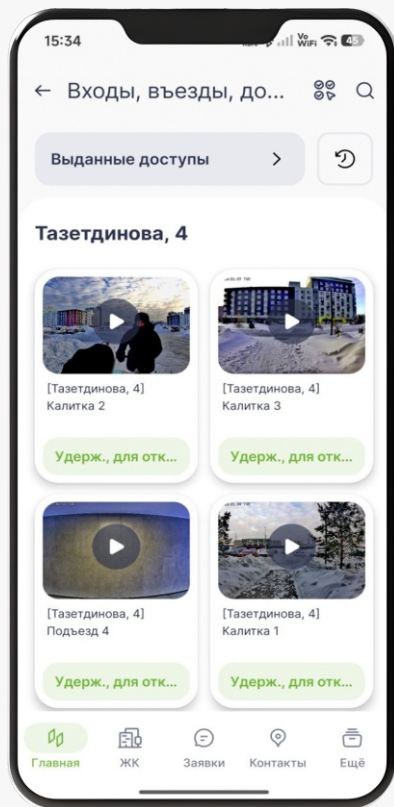 15:34
Vo
WiFi
45
Входы, въезды, до...
Выданные доступы
Тазетдинова, 4
[Тазетдинова, 4]
Калитка 2
[Тазетдинова, 4]
Калитка 3
Удерж., для отк...
Удерж., для отк...
[Тазетдинова, 4]
Подъезд 4
[Тазетдинова, 4]
Калитка 1
Удерж., для отк...
Удерж., для отк...
Главная
ЖК
Заявки
Контакты
Ещё